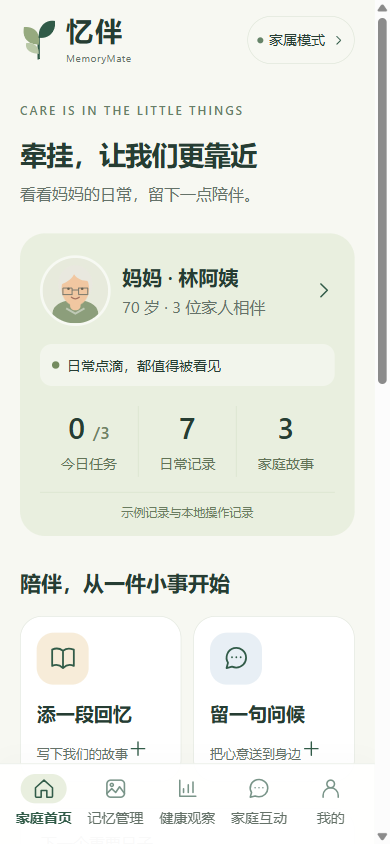 忆伴
MemoryMate
家属模式
CARE IS IN THE LITTLE THINGS
牵挂，让我们更靠近
看看妈妈的日常，留下一点陪伴。
妈妈 · 林阿姨
70 岁 · 3 位家人相伴
日常点滴，都值得被看见
0 /3
今日任务
7
日常记录
3
家庭故事
示例记录与本地操作记录
陪伴，从一件小事开始
添一段回忆
写下我们的故事
留一句问候
把心意送到身边
家庭首页
记忆管理
健康观察
家庭互动
我的